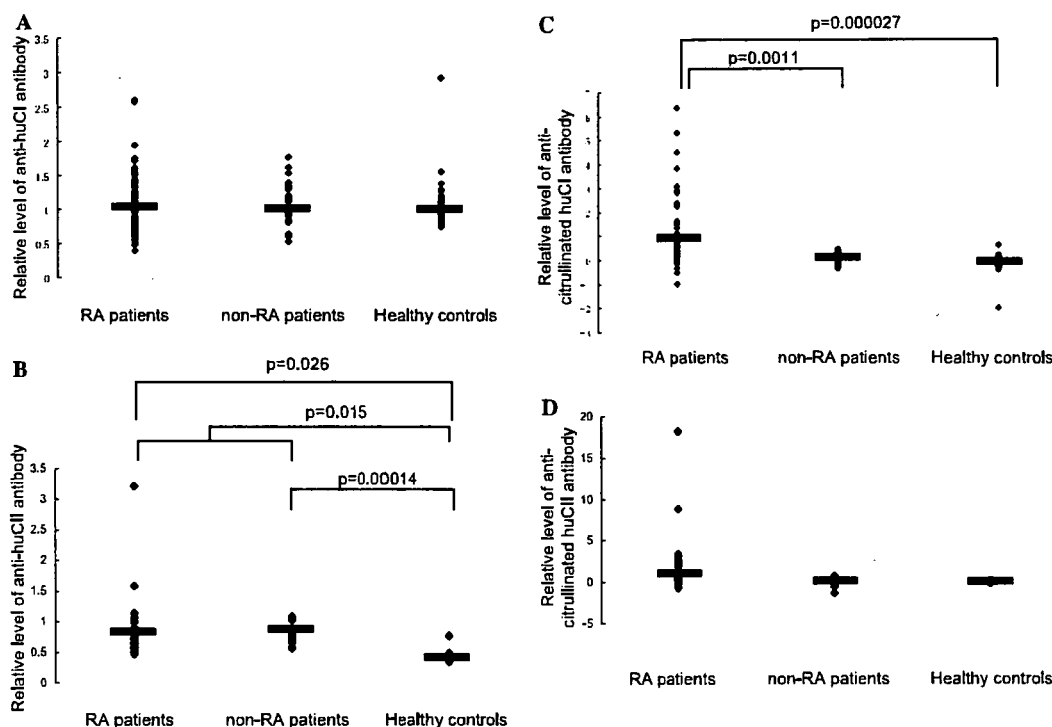 A
Relative level of anti-huCI antibody
3.5
3
2.5
2
1.5
1
0.5
0
RA patients
non-RA patients
Healthy controls
B
p=0.026
p=0.015
p=0.00014
Relative level of anti-huCII antibody
3.5
3
2.5
2
1.5
1
0.5
0
RA patients
non-RA patients
Healthy controls
C
p=0.000027
p=0.0011
Relative level of anti-
citrullinated huCI antibody
RA patients
non-RA patients
Healthy controls
D
Relative level of anti-
citrullinated huCII antibody
20
15
10
5
0
-5
RA patients
non-RA patients
Healthy controls